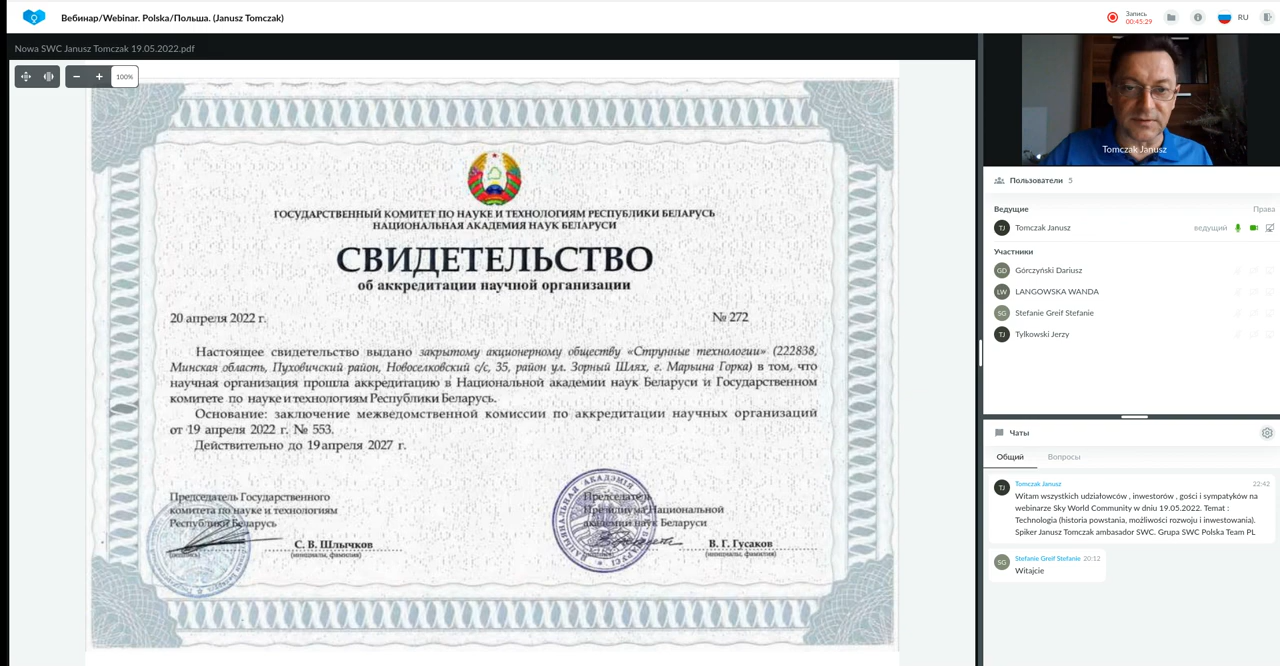 Вебинар/Webinar. Polska/Польша. (Janusz Tomczak)
Запись
00:45:29
RU
Nowa SWC Janusz Tomczak 19.05.2022.pdf
100%
ГОСУДАРСТВЕННЫЙ КОМИТЕТ ПО НАУКЕ И ТЕХНОЛОГИЯМ РЕСПУБЛИКИ БЕЛАРУСЬ
НАЦИОНАЛЬНАЯ АКАДЕМИЯ НАУК БЕЛАРУСИ
СВИДЕТЕЛЬСТВО
об аккредитации научной организации
20 апреля 2022 г.
№ 272
Настоящее свидетельство выдано закрытому акционерному обществу «Струнные технологии» (222838,
Минская область, Пуховичский район, Новоселковский с/с, 35, район ул. Зорный Шлях, г. Марьина Горка) в том, что
научная организация прошла аккредитацию в Национальной академии наук Беларуси и Государственном
комитете по науке и технологиям Республики Беларусь.
Основание: заключение межведомственной комиссии по аккредитации научных организаций
от 19 апреля 2022 г. № 553.
Действительно до 19 апреля 2027 г.
Председатель Государственного
комитета по науке и технологиям
Республики Беларусь
С. В. Шлычков
(подпись)
(инициалы, фамилия)
Председатель
Президиума Национальной
академии наук Беларуси
В. Г. Гусаков
(инициалы, фамилия)
Tomczak Janusz
Пользователи 5
Ведущие
Права
TJ
Tomczak Janusz
ведущий
Участники
GD
Górczyński Dariusz
LW
LANGOWSKA WANDA
SG
Stefanie Greif Stefanie
TJ
Tylkowski Jerzy
Чаты
Общий
Вопросы
TJ
Tomczak Janusz
22:42
Witam wszystkich udziałowców , inwestorów , gości i sympatyków na
webinarze Sky World Community w dniu 19.05.2022. Temat :
Technologia (historia powstania, możliwości rozwoju i inwestowania).
Spiker Janusz Tomczak ambasador SWC. Grupa SWC Polska Team PL
SG
Stefanie Greif Stefanie 20:12
Witajcie